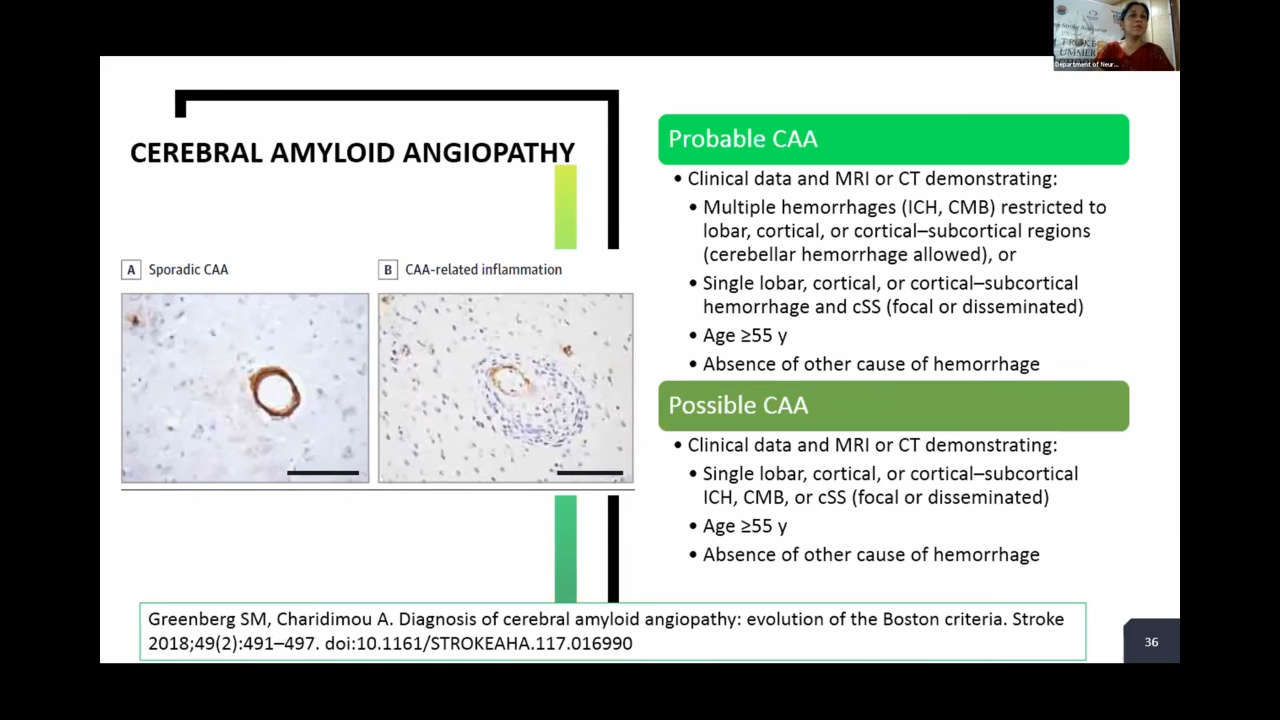 STROKE
UMMER
Department of Neur...
CEREBRAL AMYLOID ANGIOPATHY
A Sporadic CAA
B CAA-related inflammation
Probable CAA
• Clinical data and MRI or CT demonstrating:
• Multiple hemorrhages (ICH, CMB) restricted to
lobar, cortical, or cortical–subcortical regions
(cerebellar hemorrhage allowed), or
• Single lobar, cortical, or cortical–subcortical
hemorrhage and cSS (focal or disseminated)
• Age ≥55 y
• Absence of other cause of hemorrhage
Possible CAA
• Clinical data and MRI or CT demonstrating:
• Single lobar, cortical, or cortical–subcortical
ICH, CMB, or cSS (focal or disseminated)
• Age ≥55 y
• Absence of other cause of hemorrhage
Greenberg SM, Charidimou A. Diagnosis of cerebral amyloid angiopathy: evolution of the Boston criteria. Stroke
2018;49(2):491–497. doi:10.1161/STROKEAHA.117.016990
36